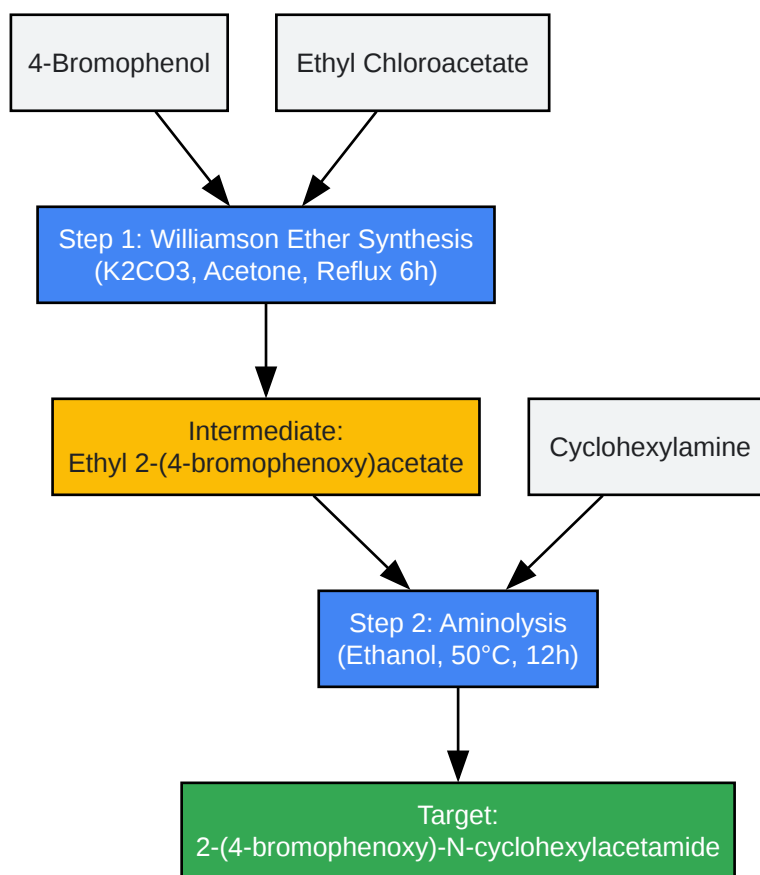 4-Bromophenol
Ethyl Chloroacetate
Step 1: Williamson Ether Synthesis
(K2CO3, Acetone, Reflux 6h)
Intermediate:
Ethyl 2-(4-bromophenoxy)acetate
Cyclohexylamine
Step 2: Aminolysis
(Ethanol, 50°C, 12h)
Target:
2-(4-bromophenoxy)-N-cyclohexylacetamide